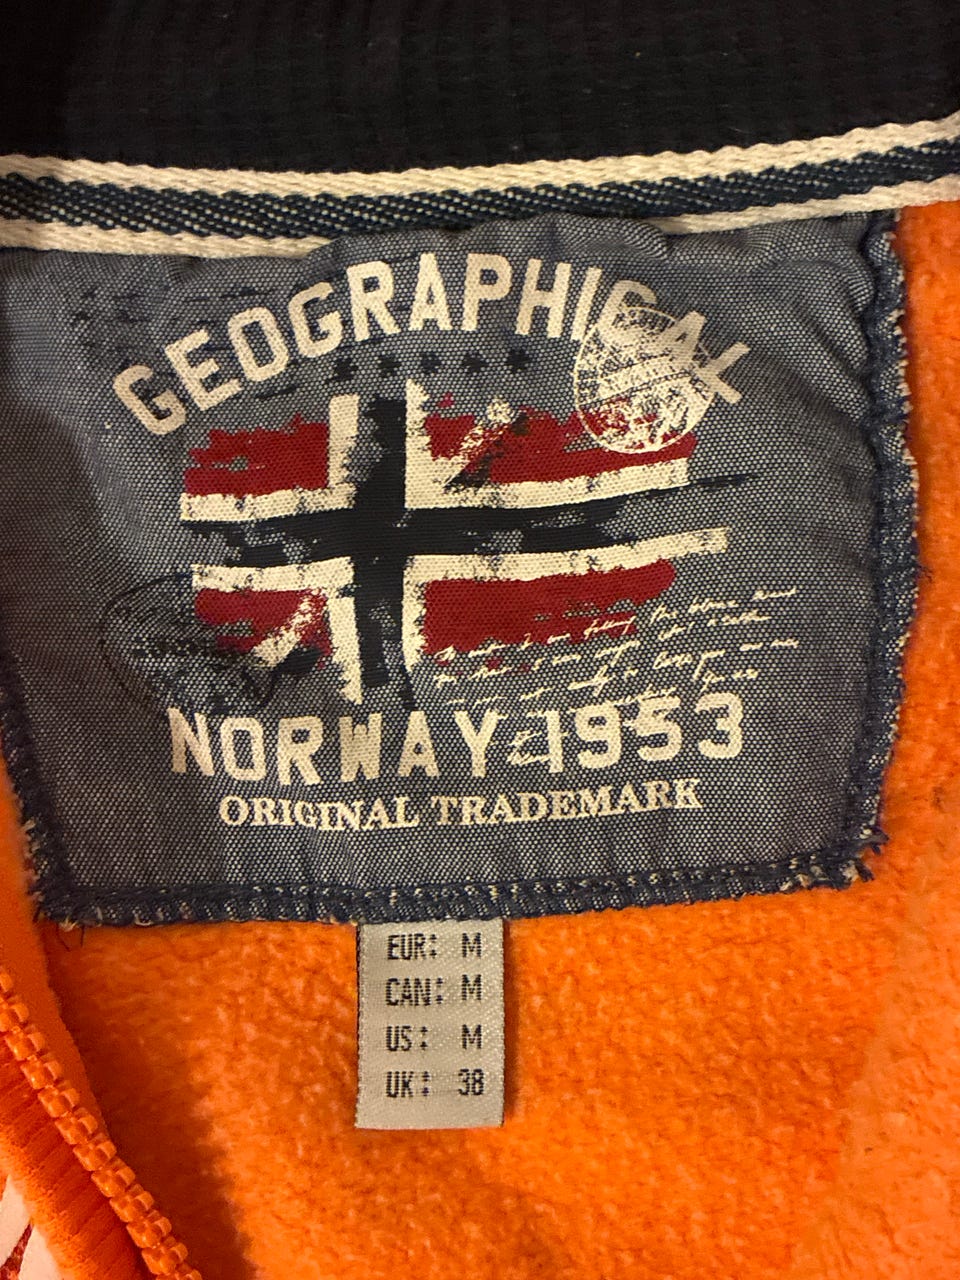 GEOGRAPHICAL
NORWAY 1953
ORIGINAL TRADEMARK
EUR: M
CAN: M
US: M
UK: 38